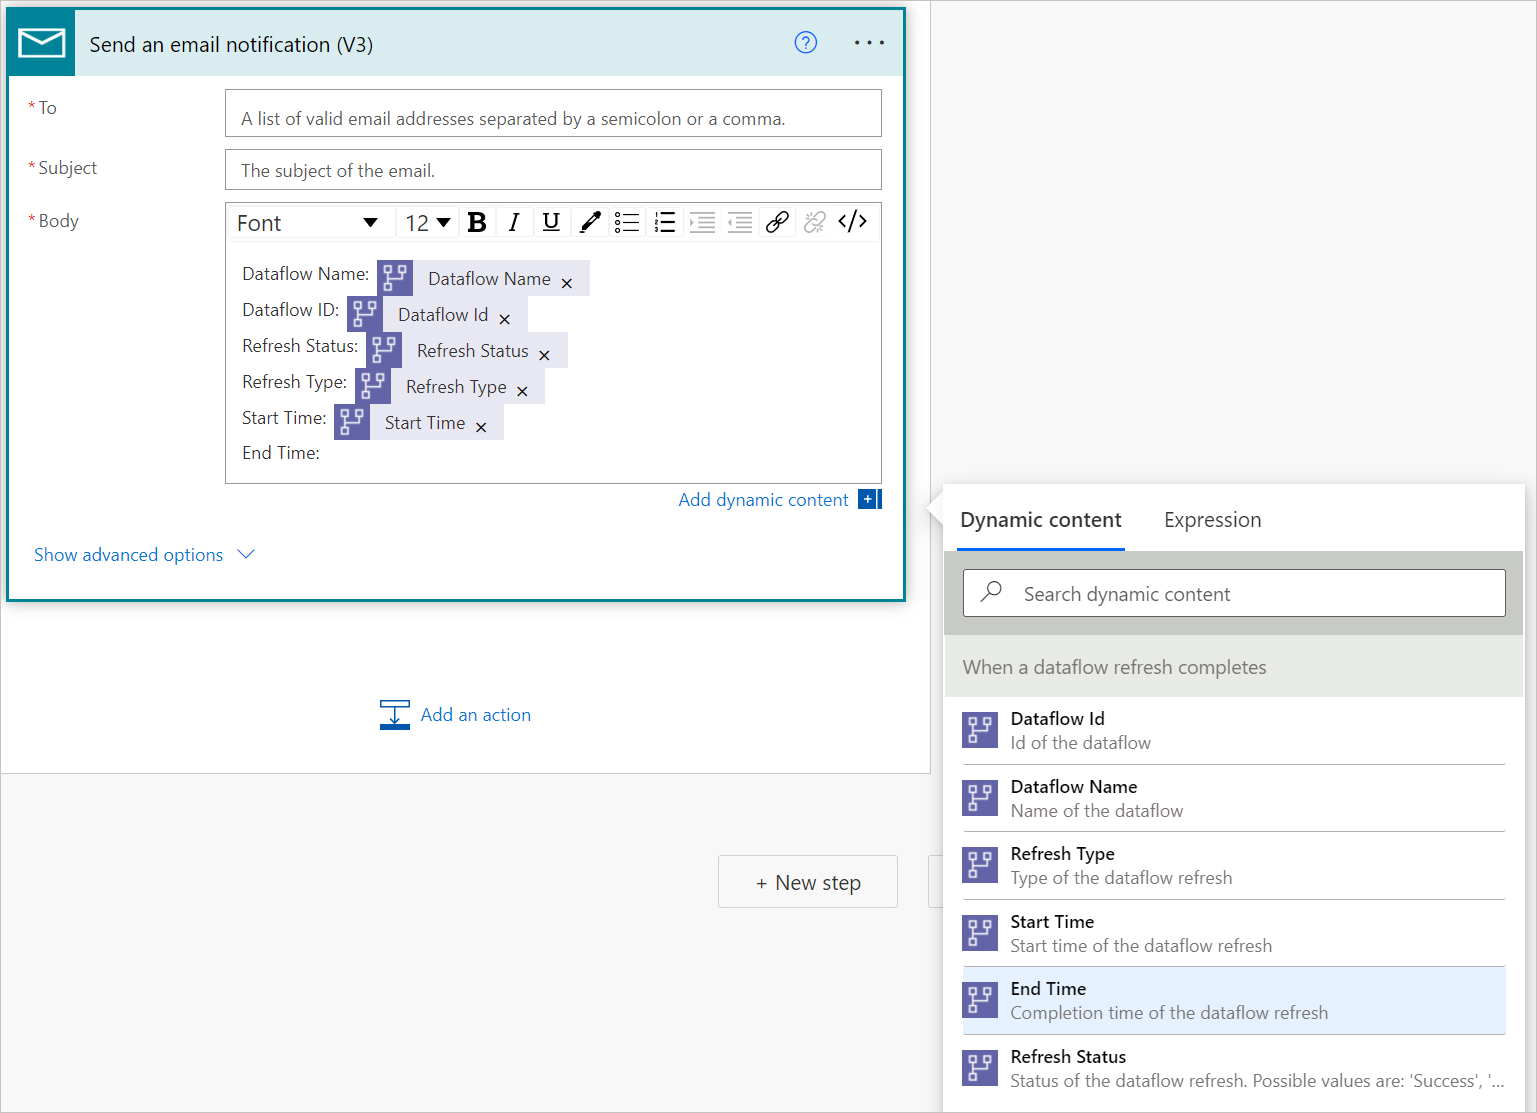 Send an email notification (V3)
?
* To
A list of valid email addresses separated by a semicolon or a comma.
* Subject
The subject of the email.
* Body
Font 12 B I U </>
Dataflow Name: Dataflow Name ×
Dataflow ID: Dataflow Id ×
Refresh Status: Refresh Status ×
Refresh Type: Refresh Type ×
Start Time: Start Time ×
End Time:
Add dynamic content +
Show advanced options
Add an action
+ New step
Dynamic content Expression
Search dynamic content
When a dataflow refresh completes
Dataflow Id
Id of the dataflow
Dataflow Name
Name of the dataflow
Refresh Type
Type of the dataflow refresh
Start Time
Start time of the dataflow refresh
End Time
Completion time of the dataflow refresh
Refresh Status
Status of the dataflow refresh. Possible values are: 'Success', '...